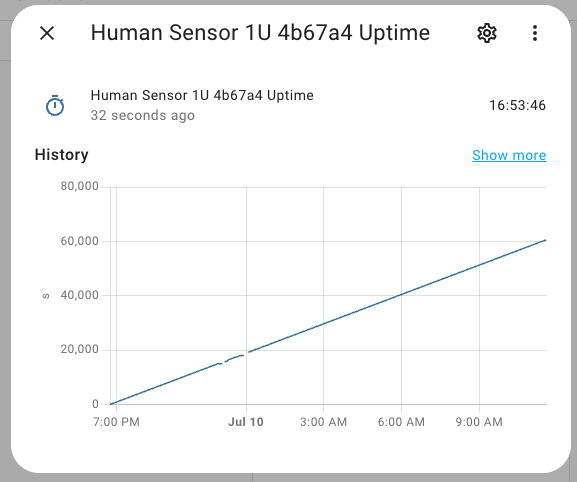 Human Sensor 1U 4b67a4 Uptime
Human Sensor 1U 4b67a4 Uptime
32 seconds ago
16:53:46
History
Show more
80,000
60,000
s
40,000
20,000
0
7:00 PM
Jul 10
3:00 AM
6:00 AM
9:00 AM